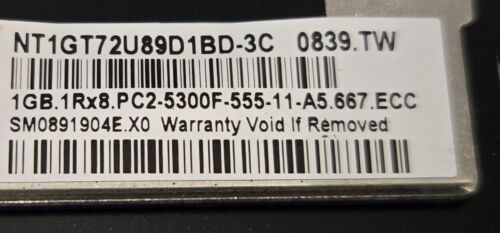 NT1GT72U89D1BD-3C 0839.TW
1GB.1Rx8.PC2-5300F-555-11-A5.667.ECC
SM0891904E.X0 Warranty Void If Removed